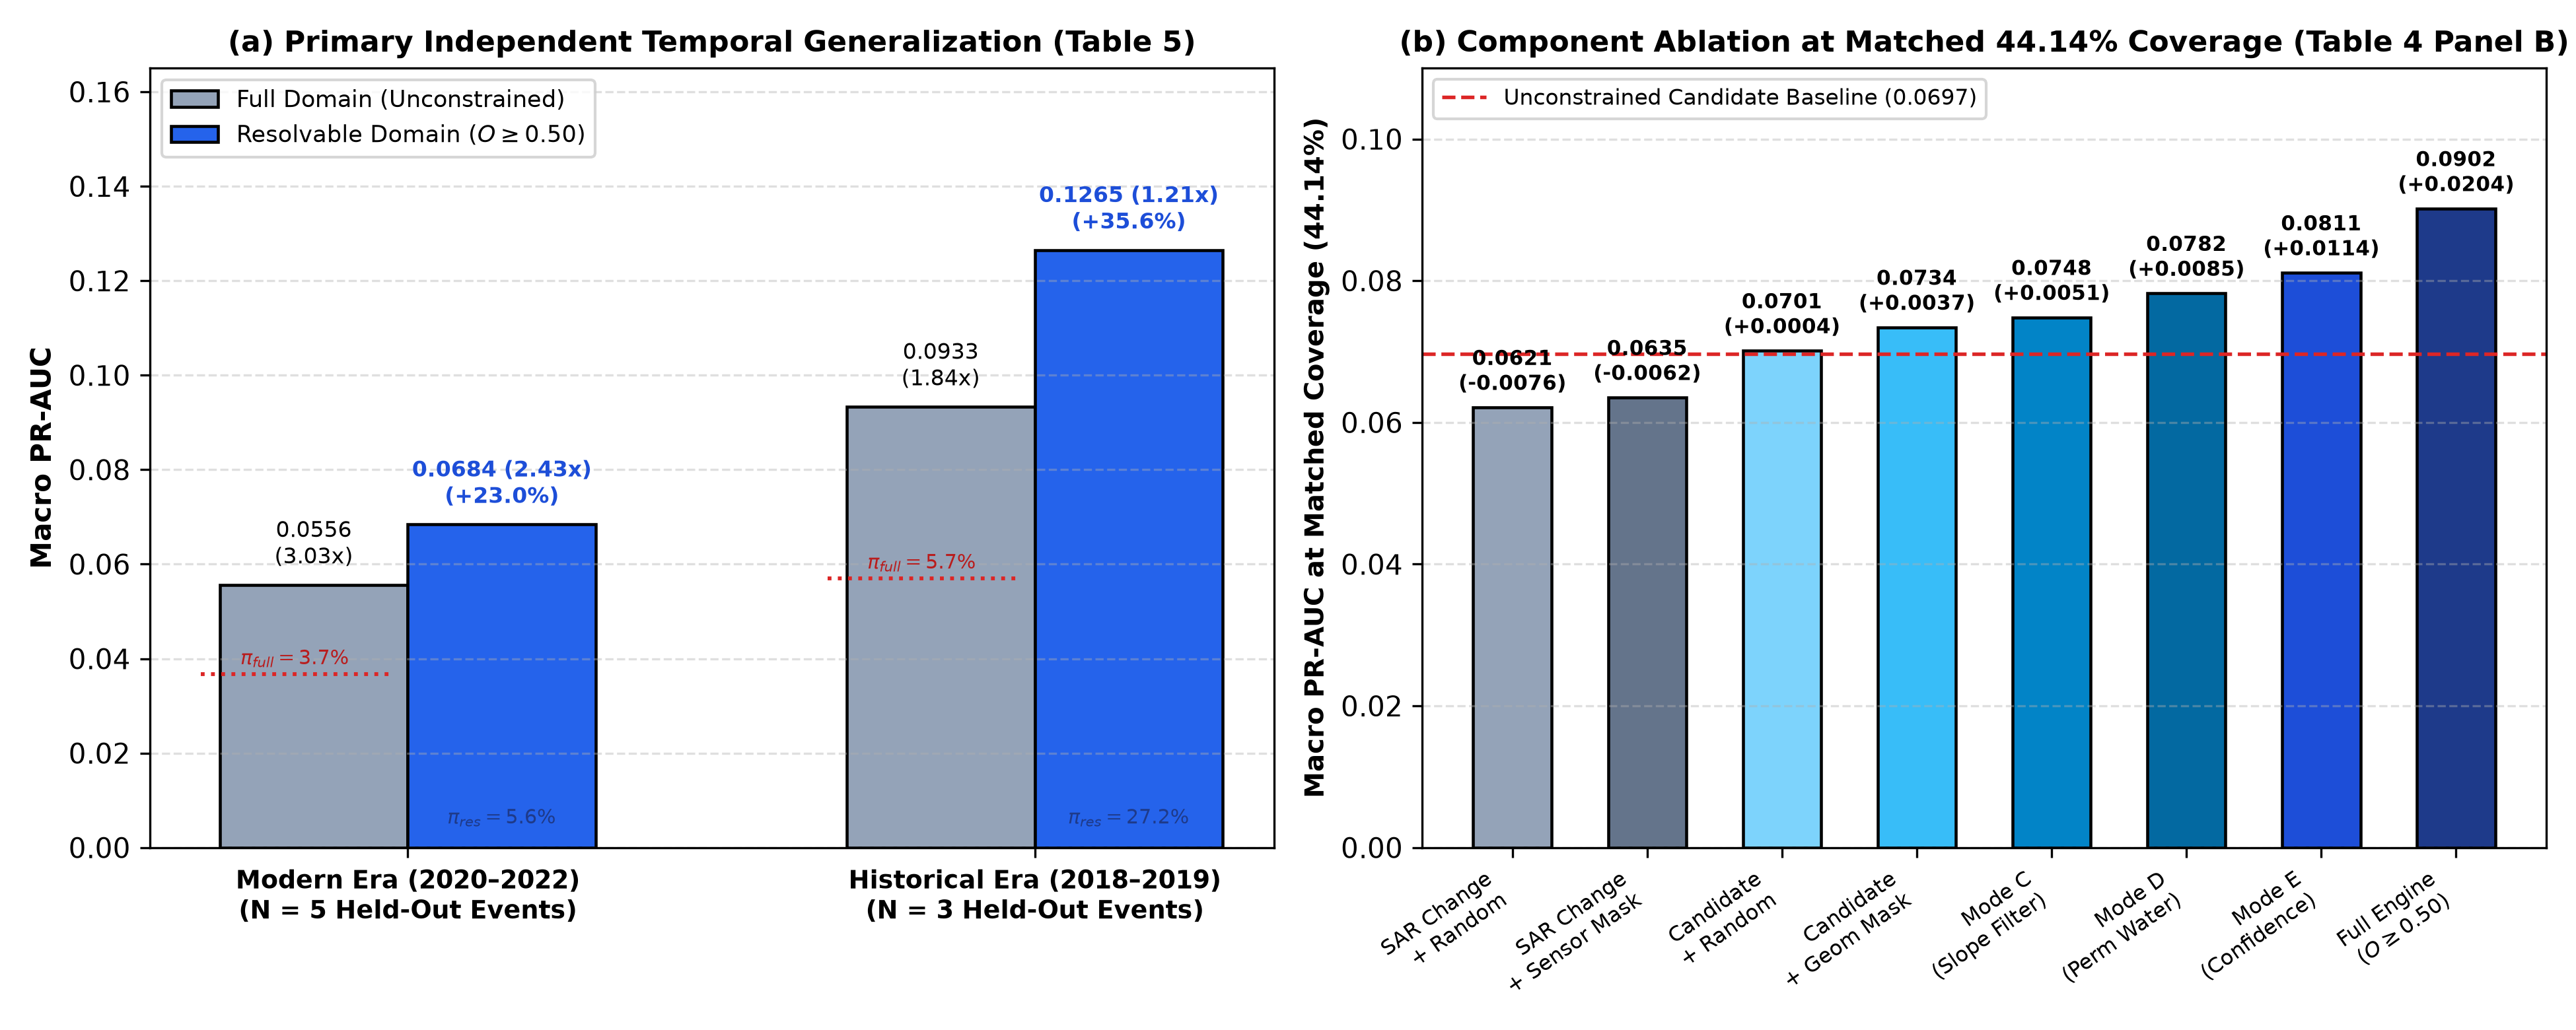 (a) Primary Independent Temporal Generalization (Table 5)
Full Domain (Unconstrained)
Resolvable Domain (O ≥ 0.50)
Macro PR-AUC
0.16
0.14
0.12
0.10
0.08
0.06
0.04
0.02
0.00
0.0556
(3.03x)
π_full = 3.7%
0.0684 (2.43x)
(+23.0%)
π_res = 5.6%
0.0933
(1.84x)
π_full = 5.7%
0.1265 (1.21x)
(+35.6%)
π_res = 27.2%
Modern Era (2020–2022)
(N = 5 Held-Out Events)
Historical Era (2018–2019)
(N = 3 Held-Out Events)
(b) Component Ablation at Matched 44.14% Coverage (Table 4 Panel B)
Unconstrained Candidate Baseline (0.0697)
Macro PR-AUC at Matched Coverage (44.14%)
0.10
0.08
0.06
0.04
0.02
0.00
0.0621
(-0.0076)
0.0635
(-0.0062)
0.0701
(+0.0004)
0.0734
(+0.0037)
0.0748
(+0.0051)
0.0782
(+0.0085)
0.0811
(+0.0114)
0.0902
(+0.0204)
SAR Change
+ Random
SAR Change
+ Sensor Mask
Candidate
+ Random
Candidate
+ Geom Mask
Mode C
(Slope Filter)
Mode D
(Perm Water)
Mode E
(Confidence)
Full Engine
(O ≥ 0.50)